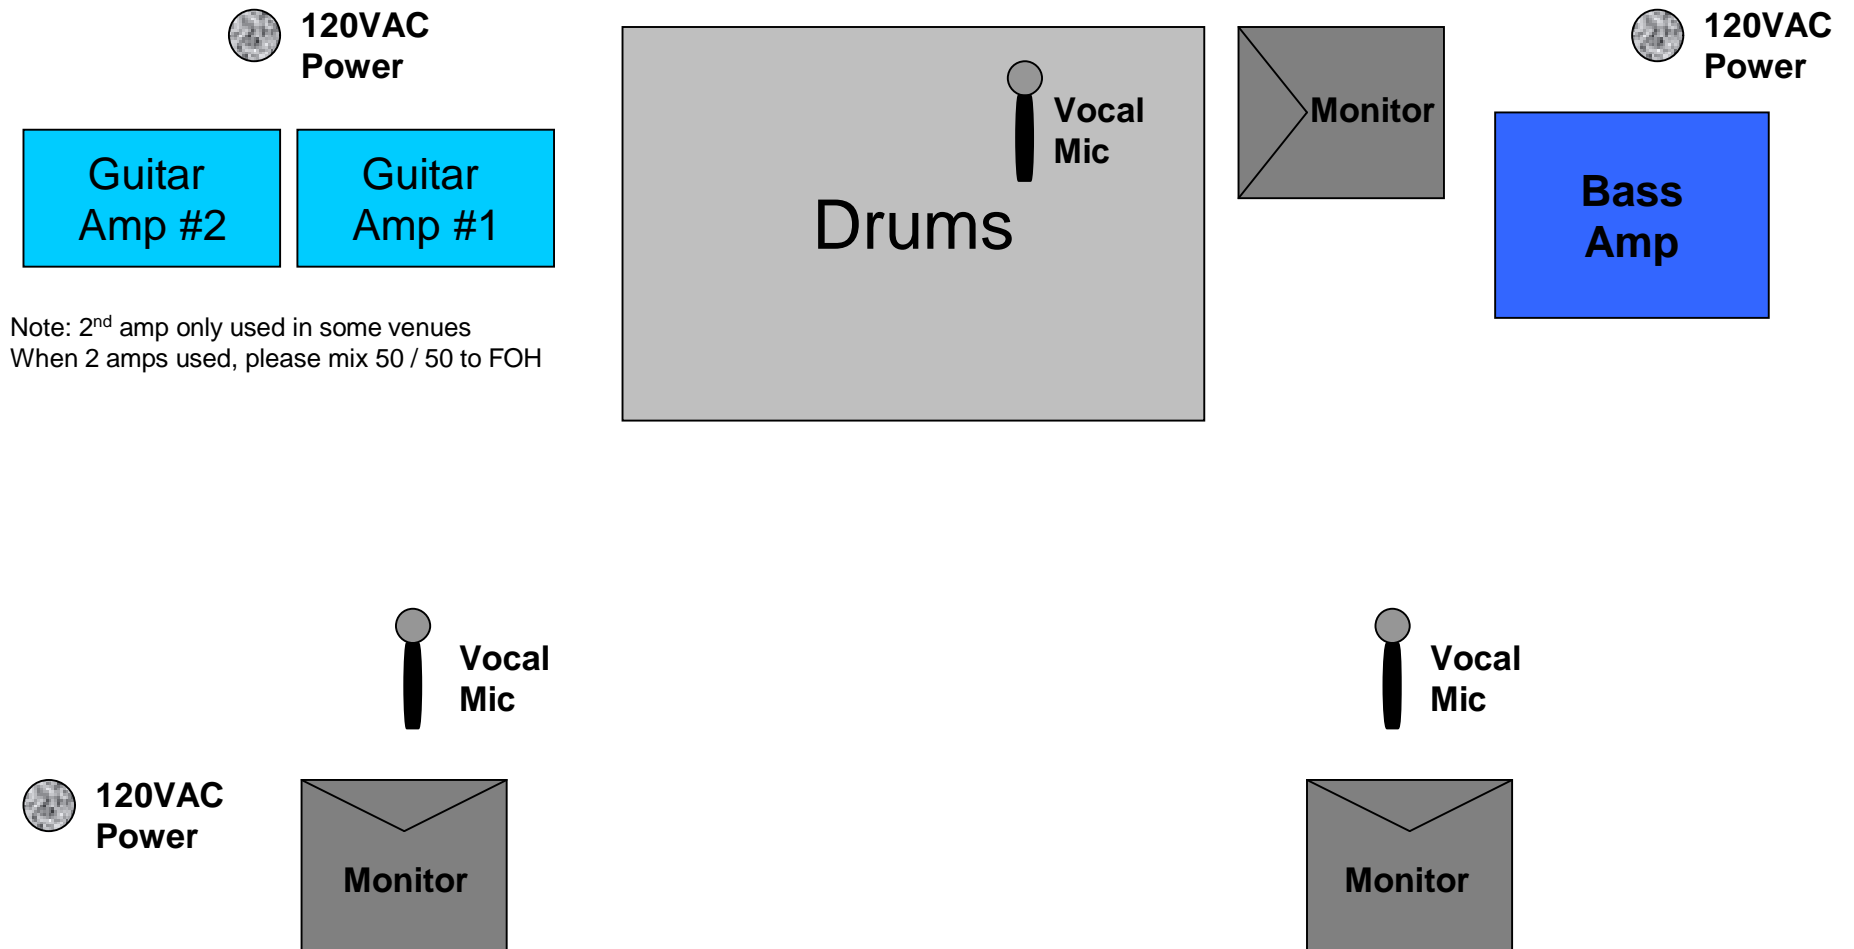 120VAC
Power
120VAC
Power
Vocal
Mic
Monitor
Guitar
Amp #2
Guitar
Amp #1
Drums
Bass
Amp
Note: 2nd amp only used in some venues
When 2 amps used, please mix 50 / 50 to FOH
Vocal
Mic
Vocal
Mic
120VAC
Power
Monitor
Monitor